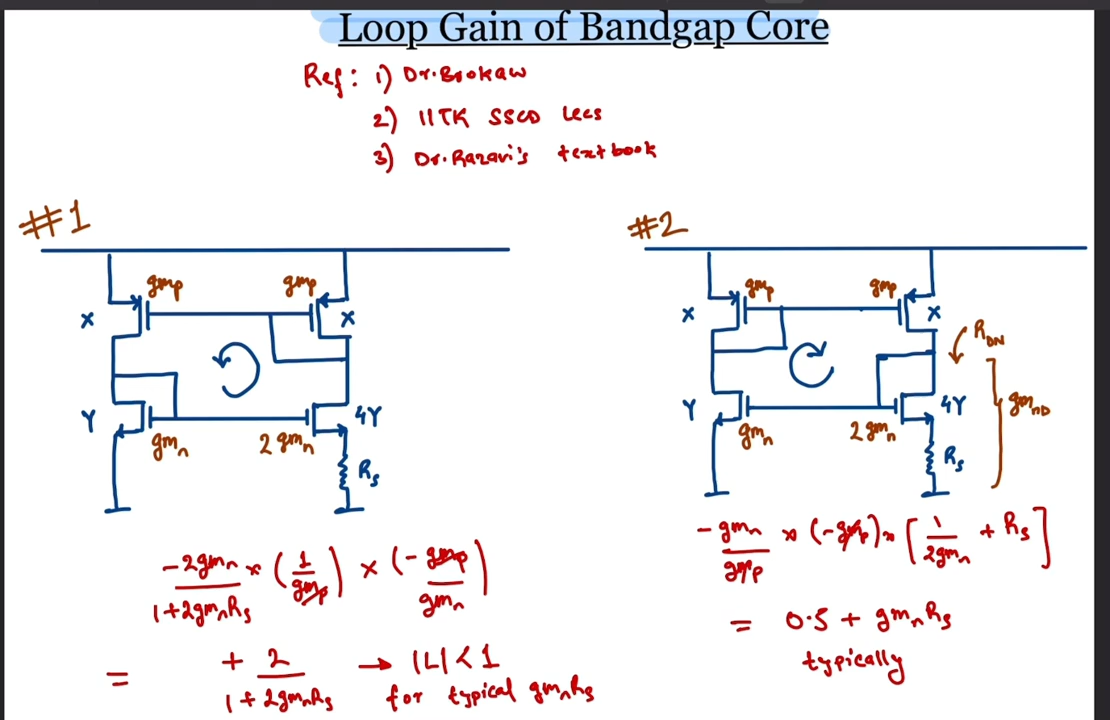 Loop Gain of Bandgap Core
Ref: 1) Dr. Brokaw
2) IITK SSCD Lecs
3) Dr. Razavi's textbook
#1
#2
gmp gmp
gmp gmp
X X
X X
RDN
Y 4Y
Y 4Y
gmn 2gmn
gmn 2gmn
gmnD
Rs
Rs
-2gmn/(1+2gmnRs) × (1/gmp) × (-gmp/gmn)
= +2/(1+2gmnRs) → |L|<1
for typical gmnRs
-gmn/gmp × (-gmp) × [1/2gmn + Rs]
= 0.5 + gmnRs
typically